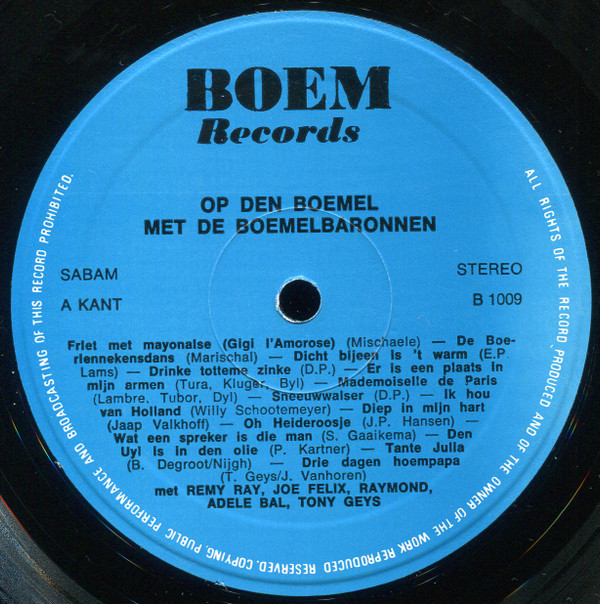 BOEM
Records
OP DEN BOEMEL
MET DE BOEMELBARONNEN
SABAM
STEREO
A KANT
B 1009
Friet met mayonaise (Gigi l'Amorose) (Mischaele) — De Boe-
rlennekensdans (Marischal) — Dicht bijeen is 't warm (E.P.
Lams) — Drinke totteme zinke (D.P.) — Er is een plaats in
mijn armen (Tura, Kluger, Byl) — Mademoiselle de Paris
(Lambre, Tubor, Dyl) — Sneeuwwalser (D.P.) — Ik hou
van Holland (Willy Schootemeyer) — Diep in mijn hart
(Jaap Valkhoff) — Oh Heideroosje (J.P. Hansen) —
Wat een spreker is die man (S. Gaaikema) — Den
Uyl is in den olie (P. Kartner) — Tante Julia
(B. Degroot/Nijgh) — Drie dagen hoempapa
(T. Geys/J. Vanhoren)
met REMY RAY, JOE FELIX, RAYMOND,
ADELE BAL, TONY GEYS
ALL RIGHTS OF THE RECORD PRODUCED AND OF THE OWNER OF THE WORK REPRODUCED RESERVED. COPYING, PUBLIC PERFORMANCE AND BROADCASTING OF THIS RECORD PROHIBITED.